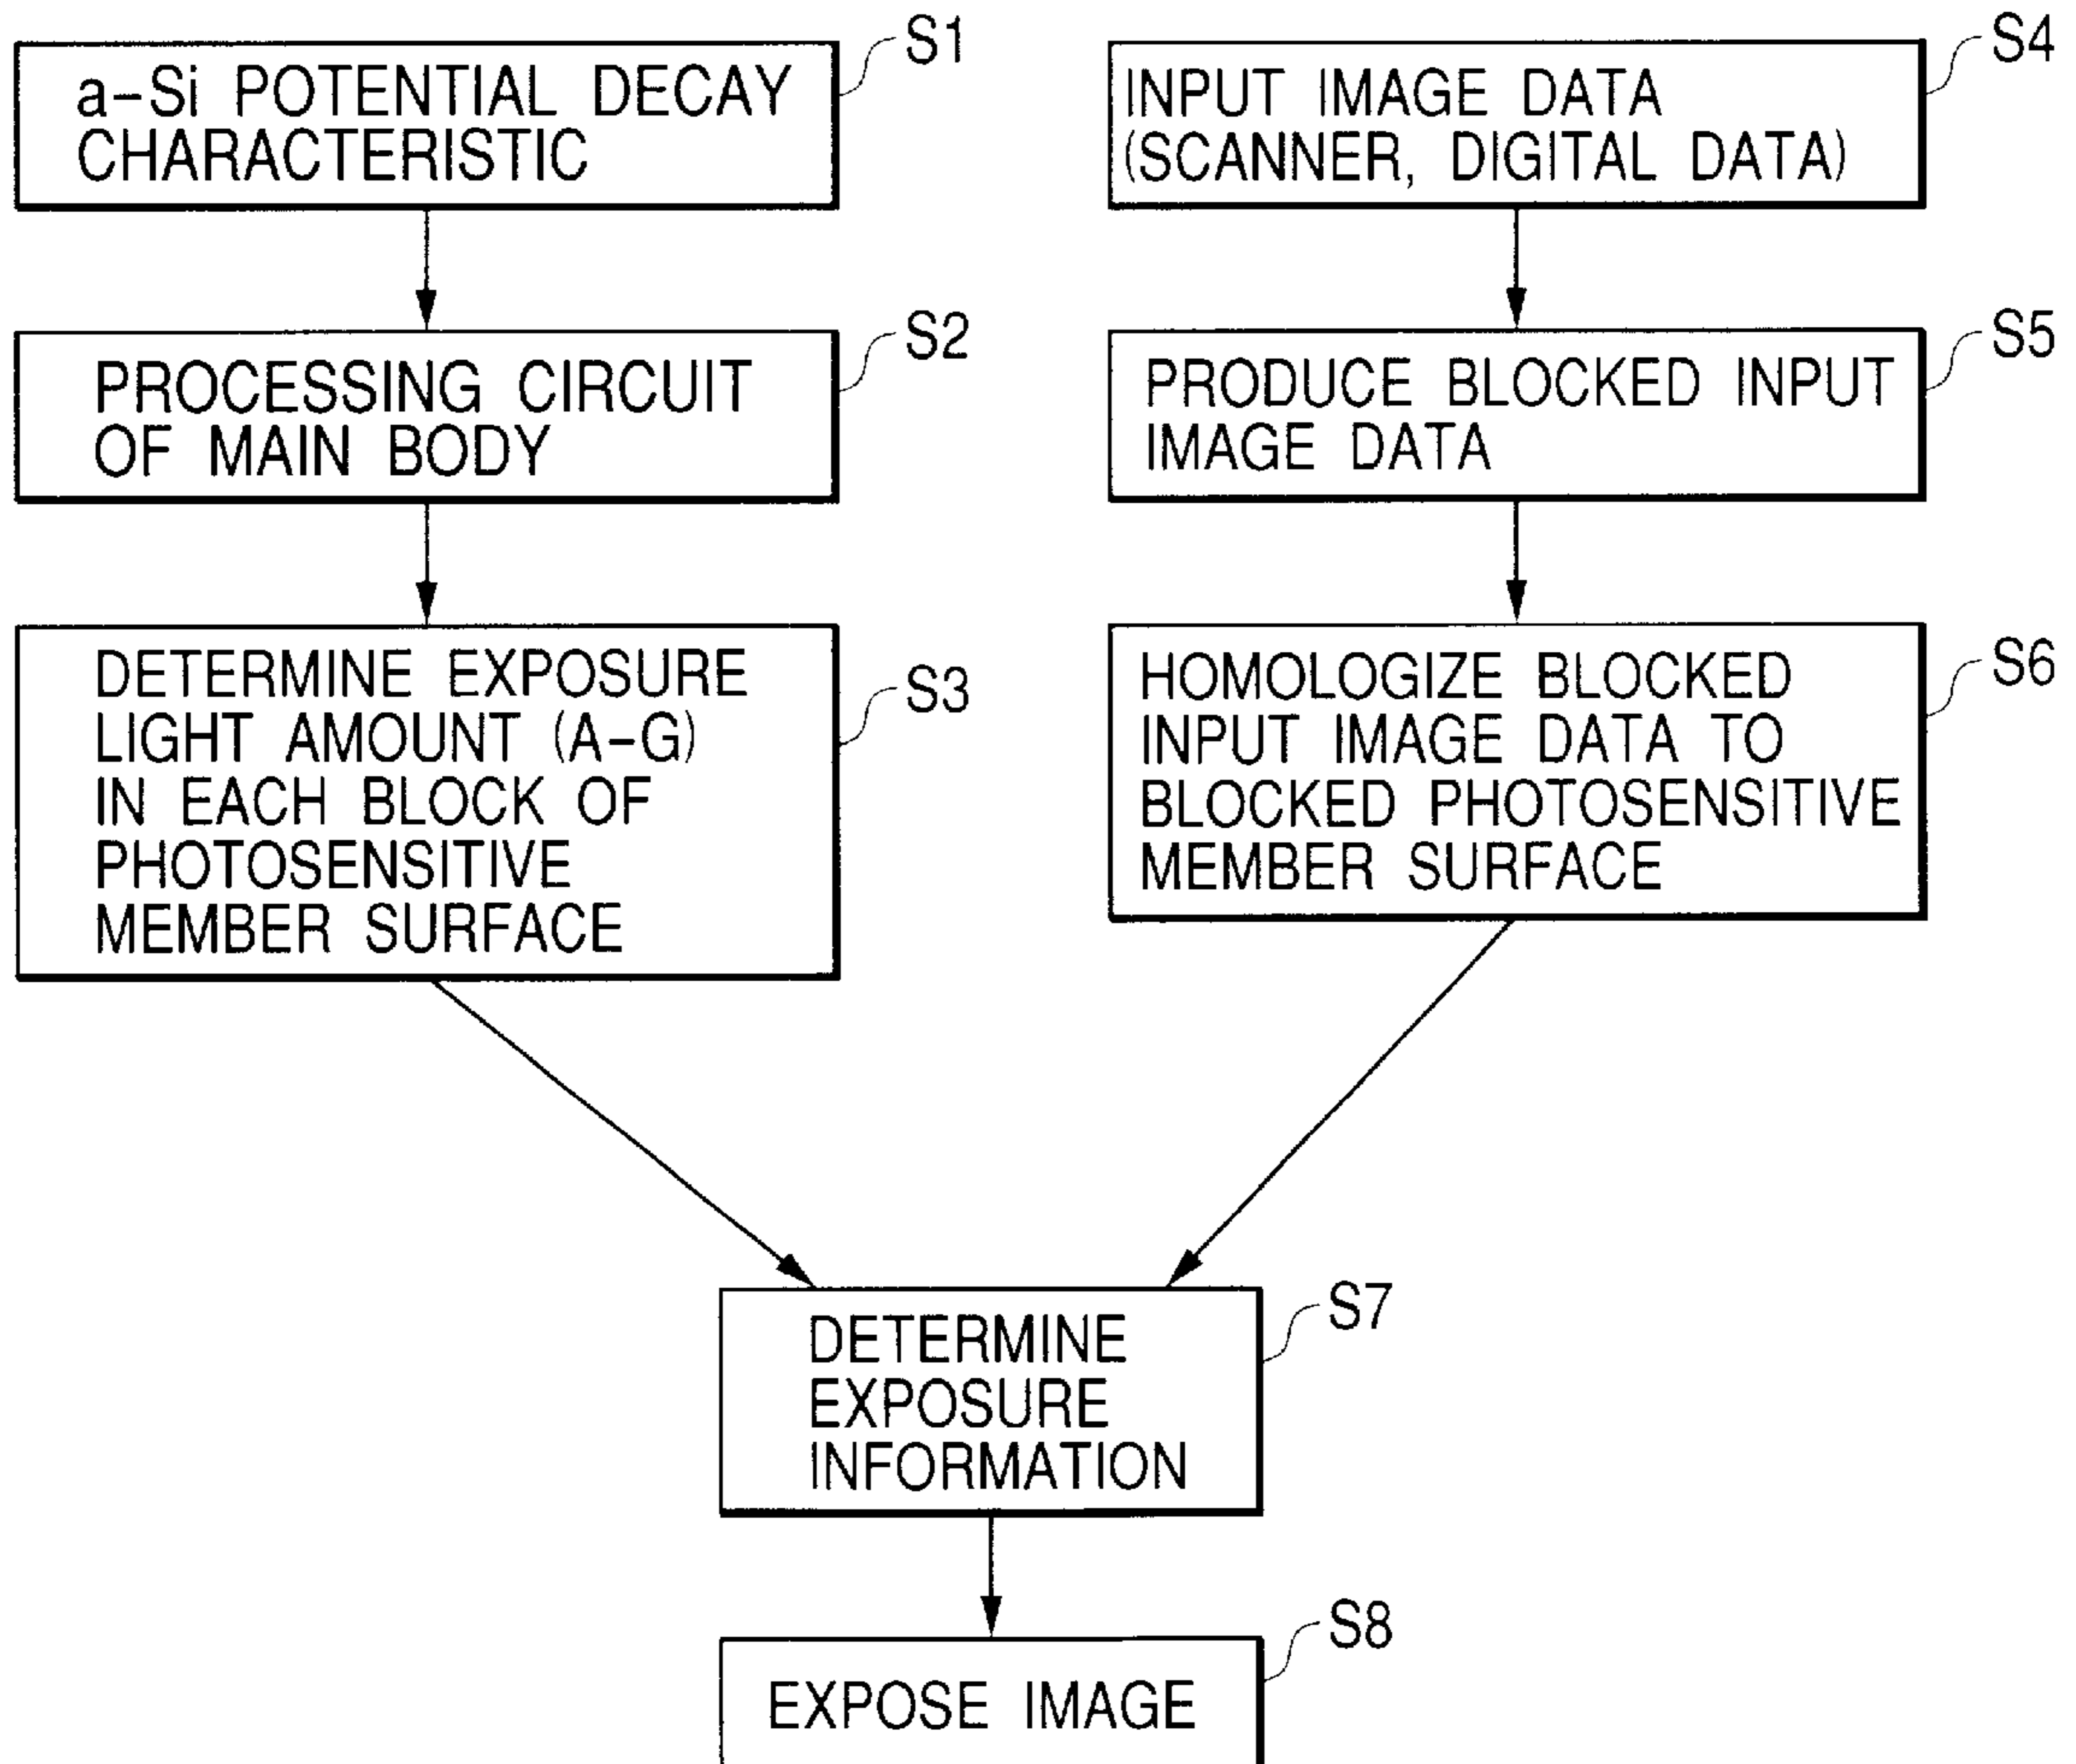 S1
a-Si POTENTIAL DECAY
CHARACTERISTIC
S2
PROCESSING CIRCUIT
OF MAIN BODY
S3
DETERMINE EXPOSURE
LIGHT AMOUNT (A-G)
IN EACH BLOCK OF
PHOTOSENSITIVE
MEMBER SURFACE
S4
INPUT IMAGE DATA
(SCANNER, DIGITAL DATA)
S5
PRODUCE BLOCKED INPUT
IMAGE DATA
S6
HOMOLOGIZE BLOCKED
INPUT IMAGE DATA TO
BLOCKED PHOTOSENSITIVE
MEMBER SURFACE
S7
DETERMINE
EXPOSURE
INFORMATION
S8
EXPOSE IMAGE